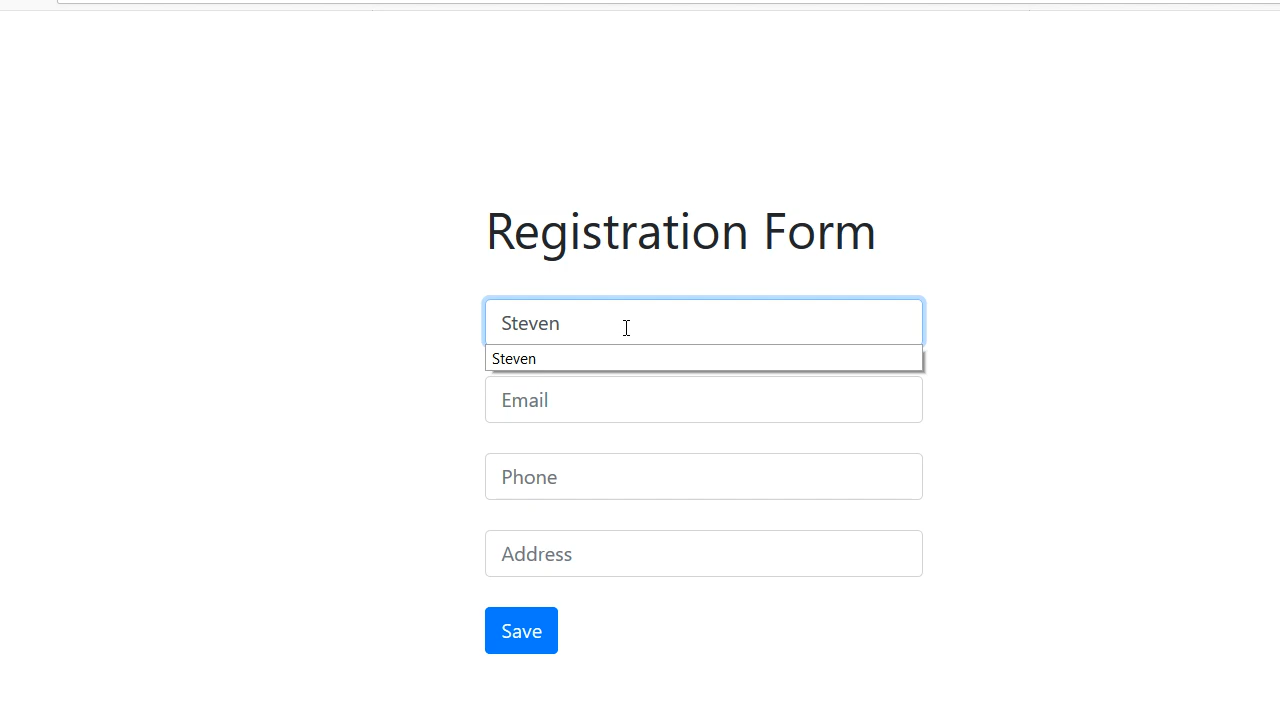 Registration Form
Steven
Steven
Email
Phone
Address
Save